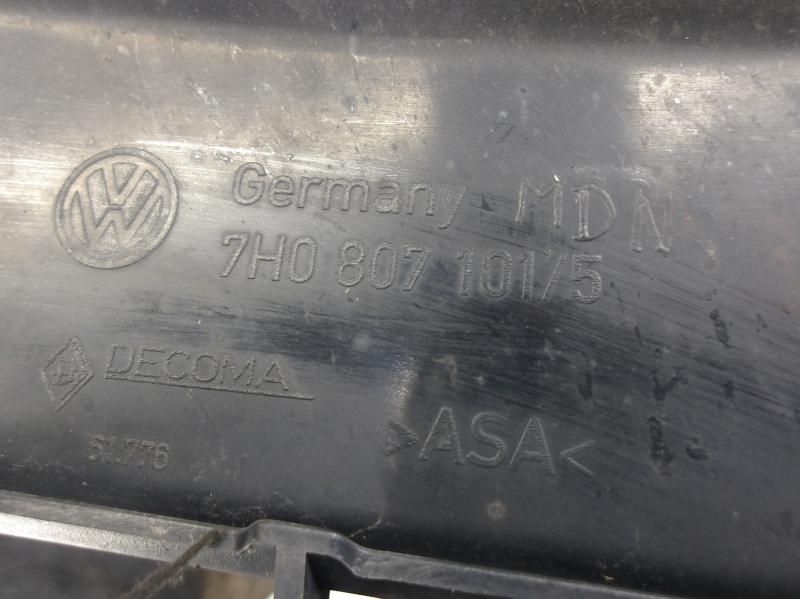 Germany MDN
7H0 807 101/5
DECOMA
>ASA<
51.776